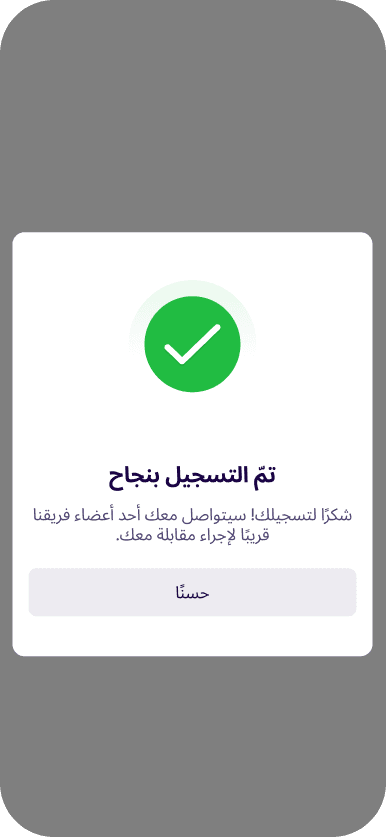 تمّ التسجيل بنجاح
شكرًا لتسجيلك! سيتواصل معك أحد أعضاء فريقنا
قريبًا لإجراء مقابلة معك.
حسنًا